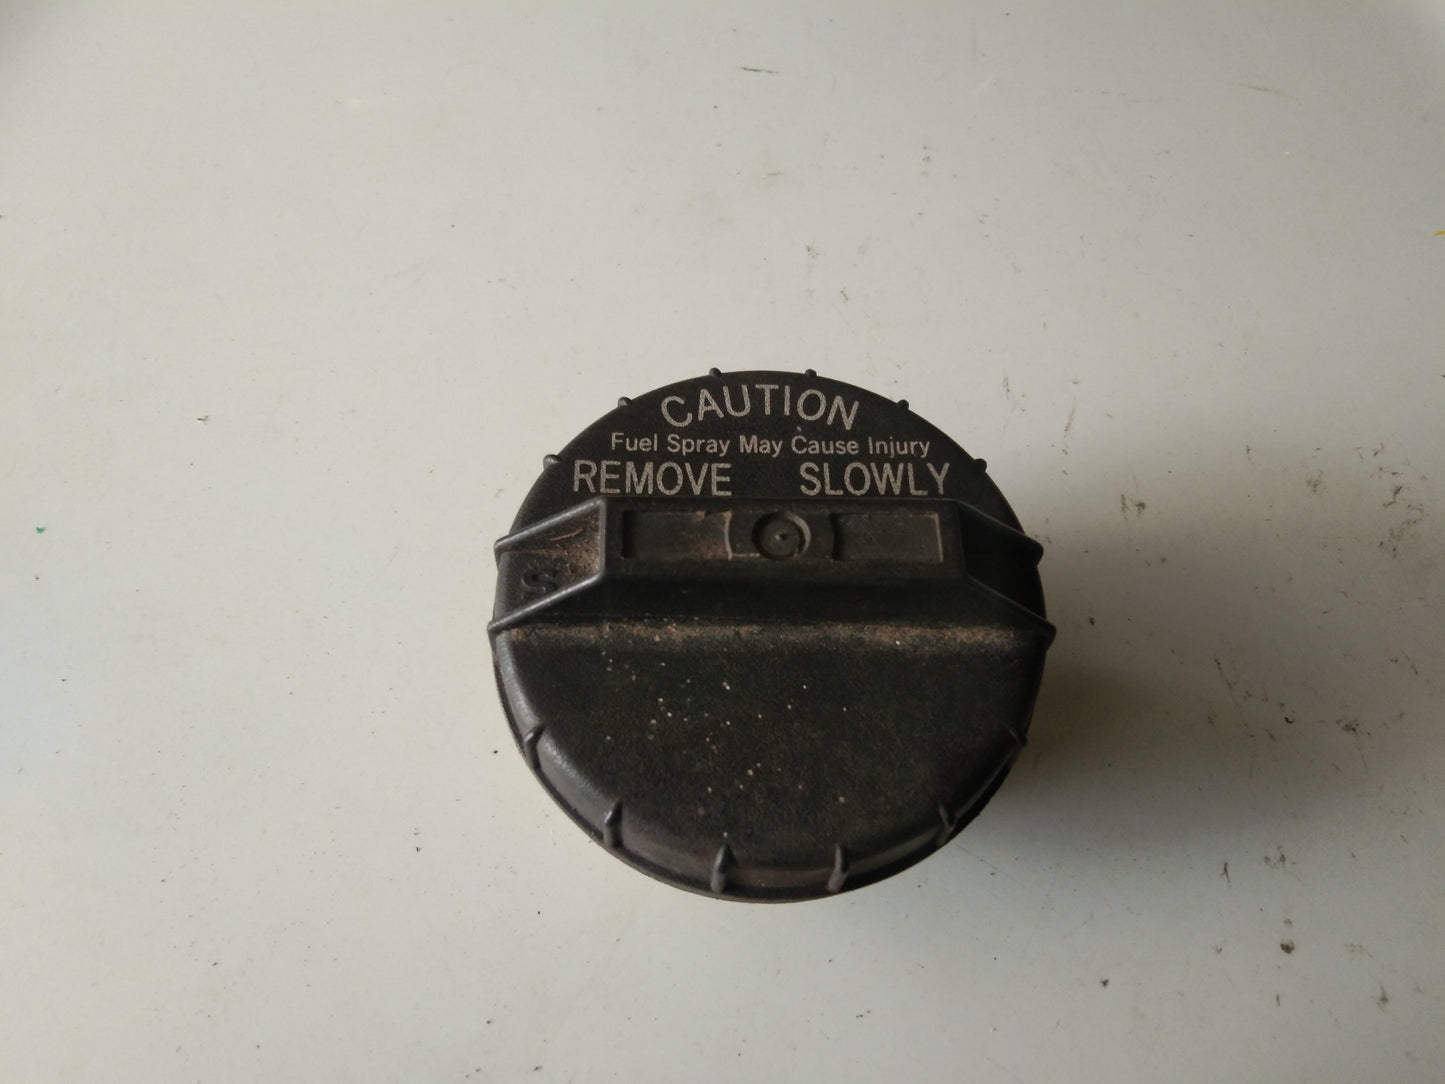 CAUTION
Fuel Spray May Cause Injury
REMOVE SLOWLY
S